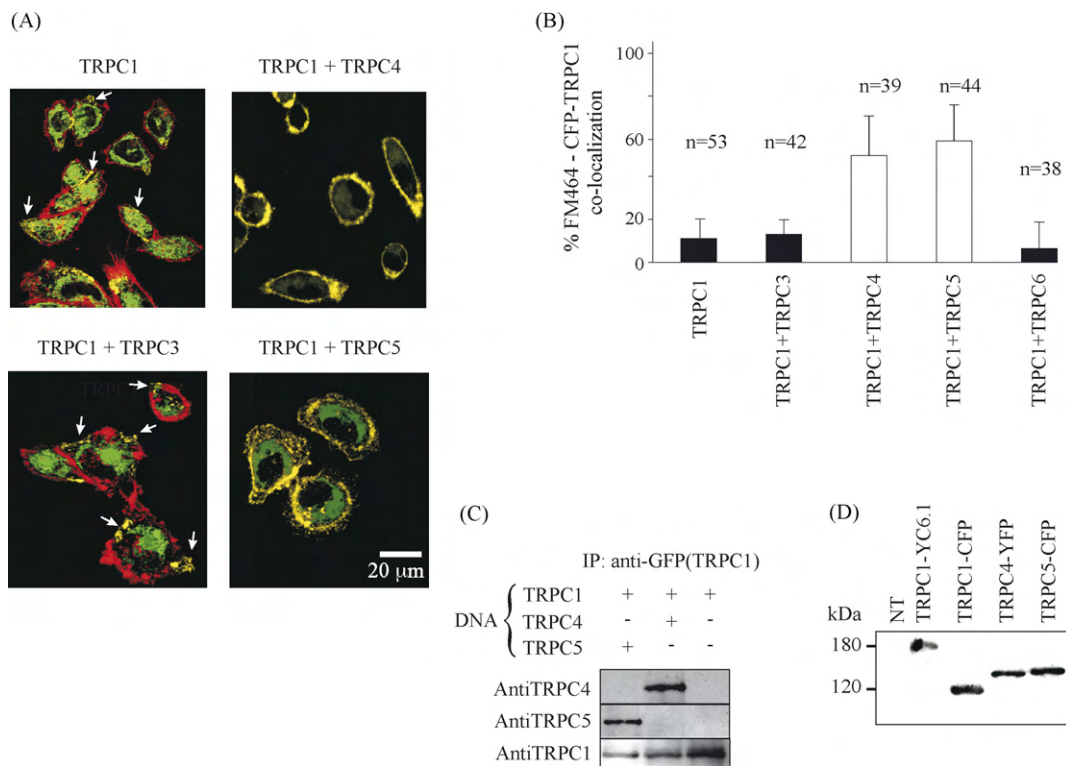 (A)
TRPC1
TRPC1 + TRPC4
TRPC1 + TRPC3
TRPC1 + TRPC5
20 μm
(B)
% FM464 - CFP-TRPC1
co-localization
100
60
20
0
n=53
n=42
n=39
n=44
n=38
TRPC1
TRPC1+TRPC3
TRPC1+TRPC4
TRPC1+TRPC5
TRPC1+TRPC6
(C)
IP: anti-GFP(TRPC1)
DNA
TRPC1 + + +
TRPC4 - + -
TRPC5 + - -
AntiTRPC4
AntiTRPC5
AntiTRPC1
(D)
kDa
NT
TRPC1-YC6.1
TRPC1-CFP
TRPC4-YFP
TRPC5-CFP
180
120